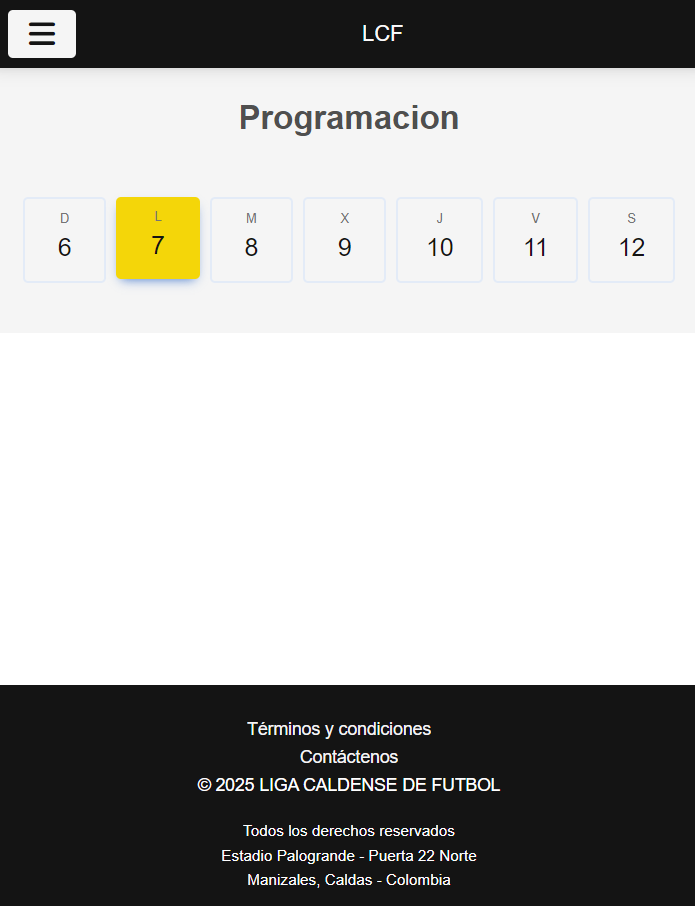 LCF
Programacion
D L M X J V S
6 7 8 9 10 11 12
Términos y condiciones
Contáctenos
© 2025 LIGA CALDENSE DE FUTBOL
Todos los derechos reservados
Estadio Palogrande - Puerta 22 Norte
Manizales, Caldas - Colombia